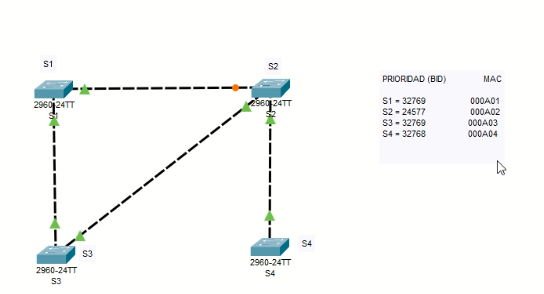 S1
S2
2960-24TT
S1
2960-24TT
S2
S3
S4
2960-24TT
S3
2960-24TT
S4
PRIORIDAD (BID) MAC
S1 = 32769 000A01
S2 = 24577 000A02
S3 = 32769 000A03
S4 = 32768 000A04